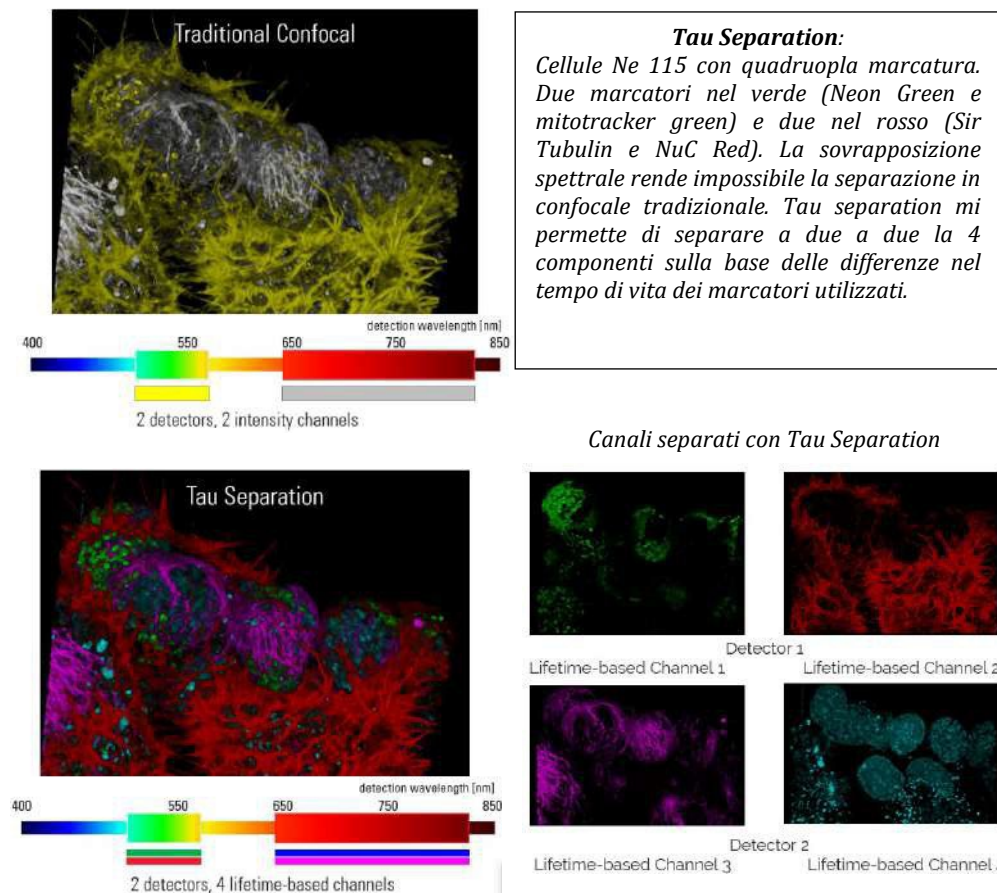 Traditional Confocal
detection wavelength [nm]
400 550 650 750 850
2 detectors, 2 intensity channels
Tau Separation:
Cellule Ne 115 con quadruopla marcatura.
Due marcatori nel verde (Neon Green e
mitotracker green) e due nel rosso (Sir
Tubulin e NuC Red). La sovrapposizione
spettrale rende impossibile la separazione in
confocale tradizionale. Tau separation mi
permette di separare a due a due la 4
componenti sulla base delle differenze nel
tempo di vita dei marcatori utilizzati.
Tau Separation
detection wavelength [nm]
400 550 650 750 850
2 detectors, 4 lifetime-based channels
Canali separati con Tau Separation
Detector 1
Lifetime-based Channel 1 Lifetime-based Channel 2
Detector 2
Lifetime-based Channel 3 Lifetime-based Channel